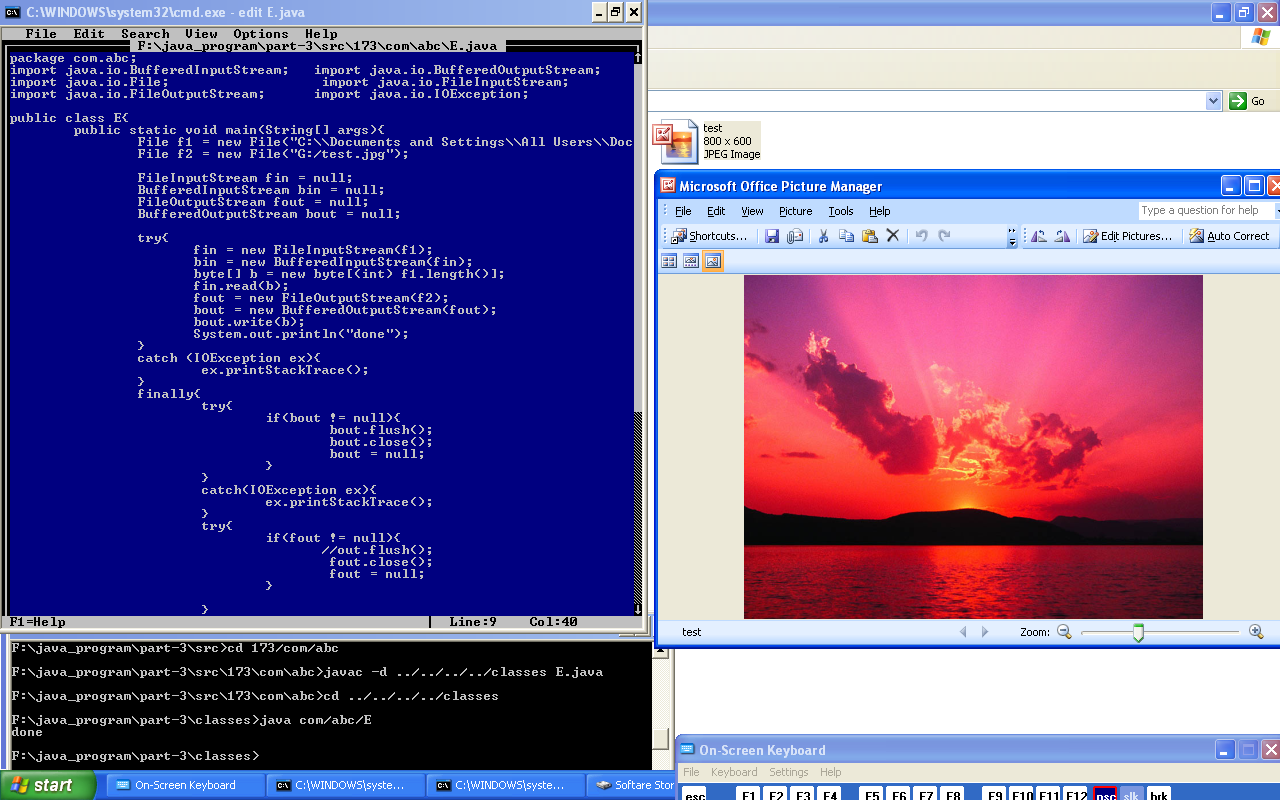 C:\WINDOWS\system32\cmd.exe - edit E.java
File Edit Search View Options Help
F:\java_program\part-3\src\173\com\abc\E.java
package com.abc;
import java.io.BufferedInputStream; import java.io.BufferedOutputStream;
import java.io.File; import java.io.FileInputStream;
import java.io.FileOutputStream; import java.io.IOException;
public class E{
public static void main(String[] args){
File f1 = new File("C:\\Documents and Settings\\All Users\\Doc
File f2 = new File("G:/test.jpg");
FileInputStream fin = null;
BufferedInputStream bin = null;
FileOutputStream fout = null;
BufferedOutputStream bout = null;
try{
fin = new FileInputStream(f1);
bin = new BufferedInputStream(fin);
byte[] b = new byte[(int) f1.length()];
fin.read(b);
fout = new FileOutputStream(f2);
bout = new BufferedOutputStream(fout);
bout.write(b);
System.out.println("done");
}
catch (IOException ex){
ex.printStackTrace();
}
finally{
try{
if(bout != null){
bout.flush();
bout.close();
bout = null;
}
}
catch(IOException ex){
ex.printStackTrace();
}
try{
if(fout != null){
//out.flush();
fout.close();
fout = null;
}
}
F1=Help Line:9 Col:40
F:\java_program\part-3\src>cd 173/com/abc
F:\java_program\part-3\src\173\com\abc>javac -d ../../../../classes E.java
F:\java_program\part-3\src\173\com\abc>cd ../../../../classes
F:\java_program\part-3\classes>java com/abc/E
done
F:\java_program\part-3\classes>
Go
test
800 x 600
JPEG Image
Microsoft Office Picture Manager
File Edit View Picture Tools Help
Type a question for help
Shortcuts... Edit Pictures... Auto Correct
test Zoom:
On-Screen Keyboard
File Keyboard Settings Help
esc F1 F2 F3 F4 F5 F6 F7 F8 F9 F10 F11 F12 psc slk brk
start On-Screen Keyboard C:\WINDOWS\syste... C:\WINDOWS\syste... Softare Stor